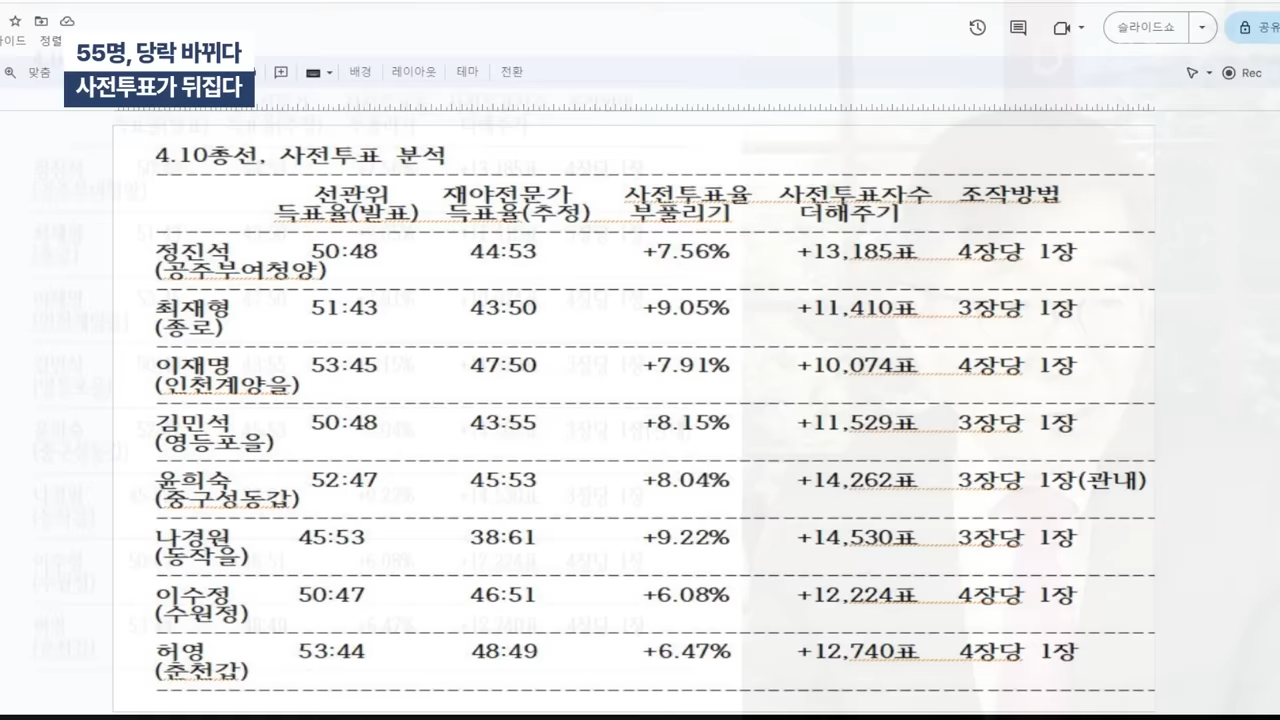 55명, 당락 바뀌다
사전투표가 뒤집다
슬라이드쇼
공유
이드 정렬
맞춤
배경 레이아웃 테마 전환
Rec
4.10총선, 사전투표 분석
선관위 재야전문가 사전투표율 사전투표자수 조작방법
득표율(발표) 득표율(추정) 부풀리기 더해주기
정진석 50:48 44:53 +7.56% +13,185표 4장당 1장
(공주부여청양)
최재형 51:43 43:50 +9.05% +11,410표 3장당 1장
(종로)
이재명 53:45 47:50 +7.91% +10,074표 4장당 1장
(인천계양을)
김민석 50:48 43:55 +8.15% +11,529표 3장당 1장
(영등포을)
윤희숙 52:47 45:53 +8.04% +14,262표 3장당 1장(관내)
(중구성동갑)
나경원 45:53 38:61 +9.22% +14,530표 3장당 1장
(동작을)
이수정 50:47 46:51 +6.08% +12,224표 4장당 1장
(수원정)
허영 53:44 48:49 +6.47% +12,740표 4장당 1장
(춘천갑)